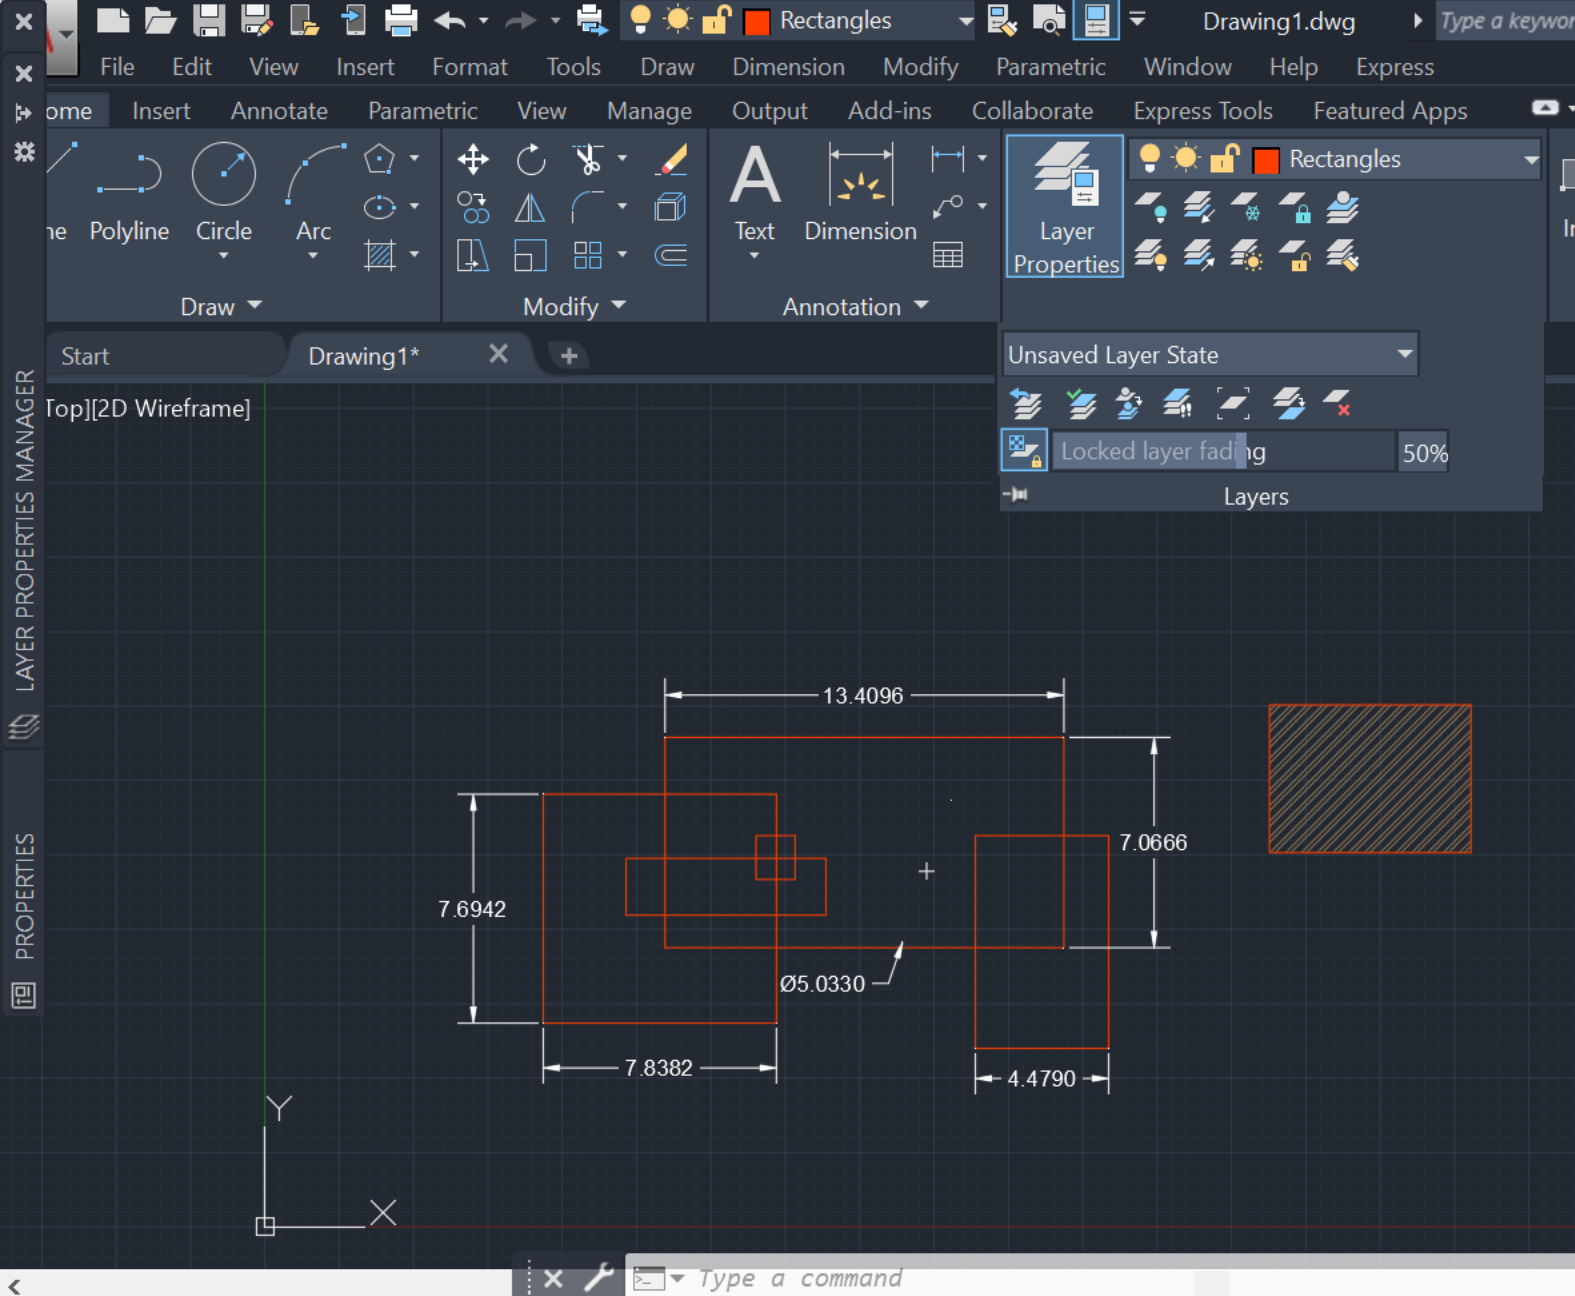 Rectangles
Drawing1.dwg
Type a keywor
File Edit View Insert Format Tools Draw Dimension Modify Parametric Window Help Express
ome Insert Annotate Parametric View Manage Output Add-ins Collaborate Express Tools Featured Apps
Rectangles
ne Polyline Circle Arc
Text Dimension
Layer
Properties
In
Draw Modify Annotation
Start
Drawing1*
Unsaved Layer State
Top][2D Wireframe]
Locked layer fading 50%
Layers
LAYER PROPERTIES MANAGER
13.4096
7.0666
7.6942
PROPERTIES
Ø5.0330
7.8382
4.4790
Y
X
Type a command